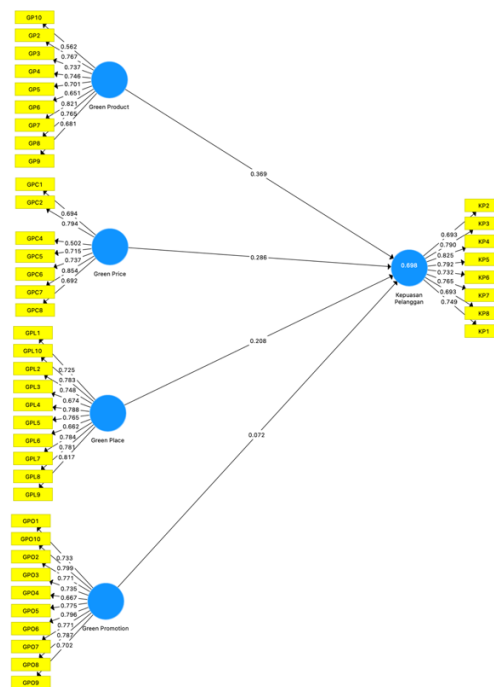 GP10
GP2
GP3
GP4
GP5
GP6
GP7
GP8
GP9
0.562
0.767
0.737
0.746
0.701
0.651
0.821
0.765
0.681
Green Product
0.369
GPC1
GPC2
GPC4
GPC5
GPC6
GPC7
GPC8
0.694
0.794
0.502
0.715
0.737
0.854
0.692
Green Price
0.286
KP2
KP3
KP4
KP5
KP6
KP7
KP8
KP1
0.693
0.790
0.825
0.792
0.732
0.765
0.693
0.749
0.698
Kepuasan
Pelanggan
GPL1
GPL10
GPL2
GPL3
GPL4
GPL5
GPL6
GPL7
GPL8
GPL9
0.725
0.783
0.748
0.674
0.788
0.765
0.662
0.784
0.781
0.817
Green Place
0.208
0.072
GPO1
GPO10
GPO2
GPO3
GPO4
GPO5
GPO6
GPO7
GPO8
GPO9
0.733
0.799
0.771
0.735
0.667
0.775
0.796
0.771
0.787
0.702
Green Promotion